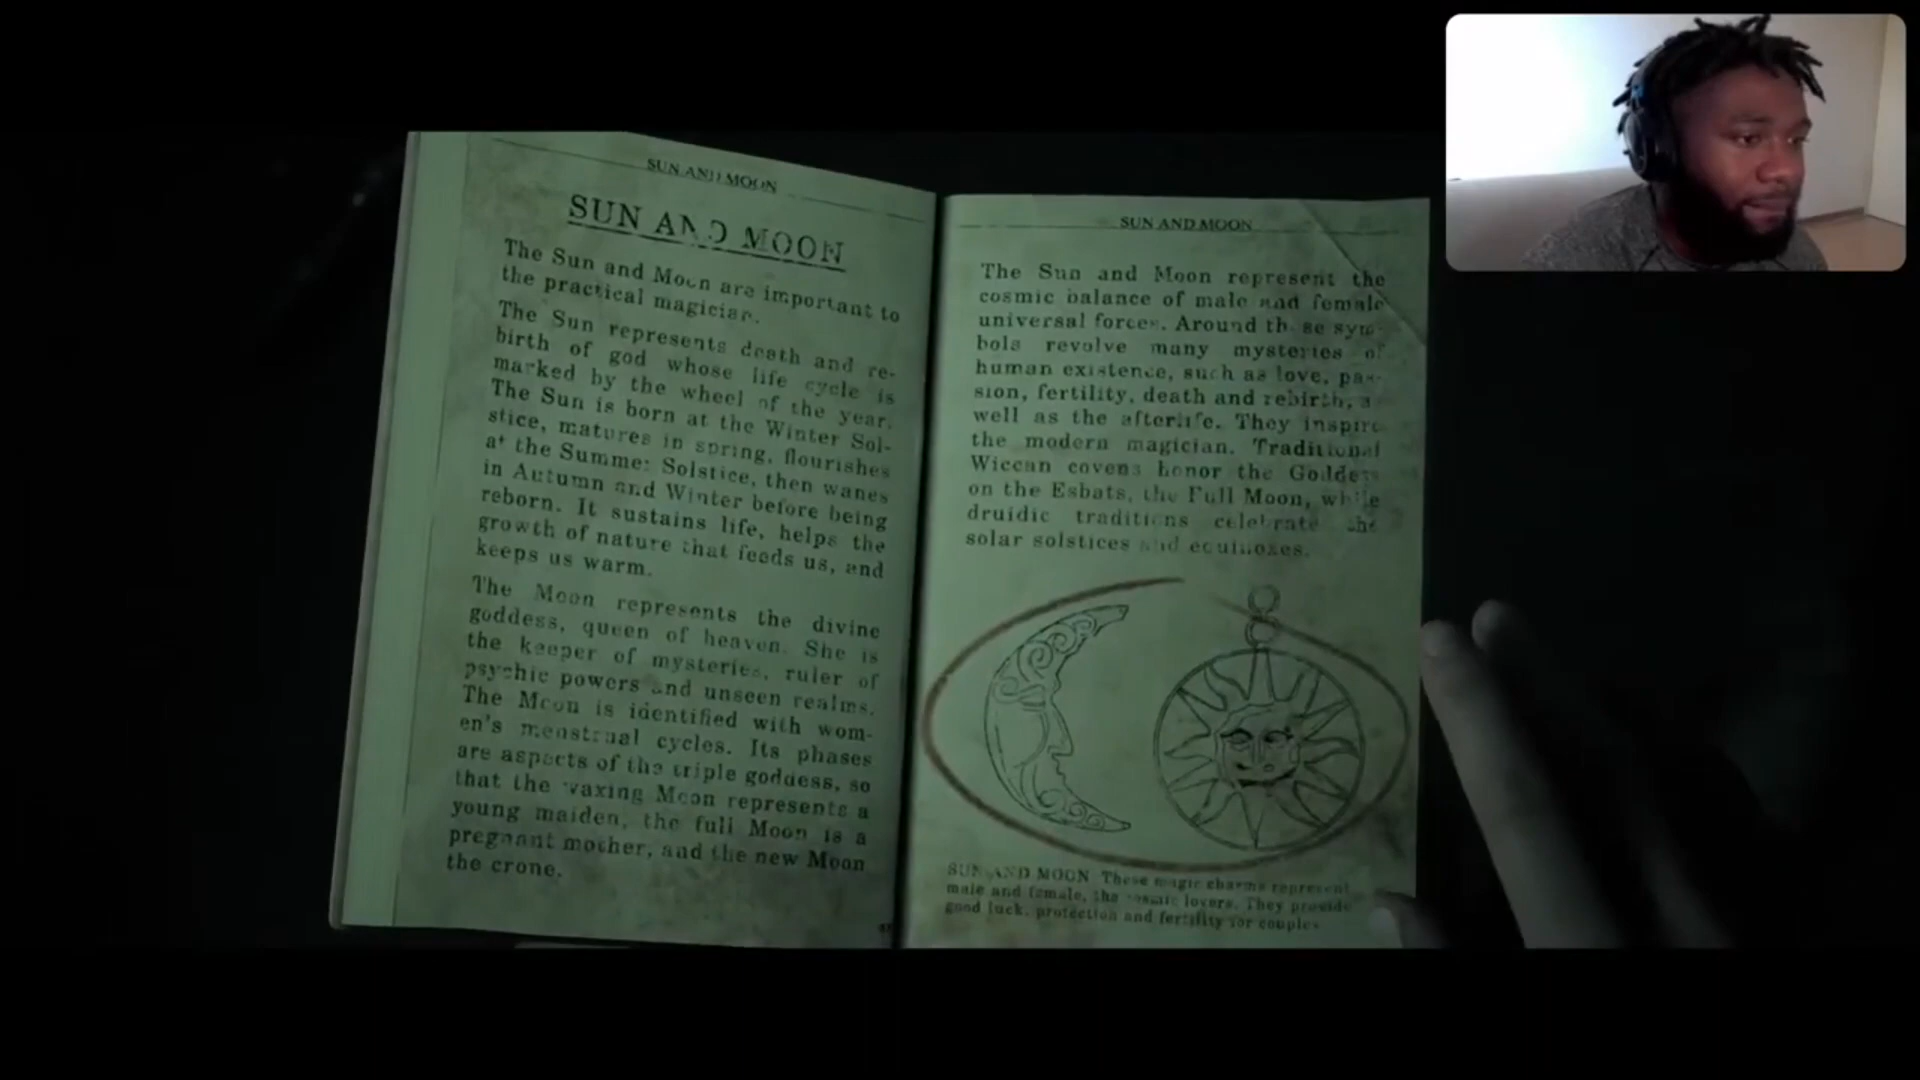 SUN AND MOON
SUN AND MOON
The Sun and Moon are important to
the practical magician.
The Sun represents death and re-
birth of god whose life cycle is
marked by the wheel of the year.
The Sun is born at the Winter Sol-
stice, matures in spring, flourishes
at the Summer Solstice, then wanes
in Autumn and Winter before being
reborn. It sustains life, helps the
growth of nature that feeds us, and
keeps us warm.
The Moon represents the divine
goddess, queen of heaven. She is
the keeper of mysteries, ruler of
psychic powers and unseen realms.
The Moon is identified with wom-
en's menstrual cycles. Its phases
are aspects of the triple goddess, so
that the waxing Moon represents a
young maiden, the full Moon is a
pregnant mother, and the new Moon
the crone.
SUN AND MOON
The Sun and Moon represent the
cosmic balance of male and female
universal forces. Around these sym-
bols revolve many mysteries of
human existence, such as love, pas-
sion, fertility, death and rebirth, as
well as the afterlife. They inspire
the modern magician. Traditional
Wiccan covens honor the Goddess
on the Esbats, the Full Moon, while
druidic traditions celebrate the
solar solstices and equinoxes.
SUN AND MOON These magic charms represent
male and female, the cosmic lovers. They provide
good luck, protection and fertility for couples